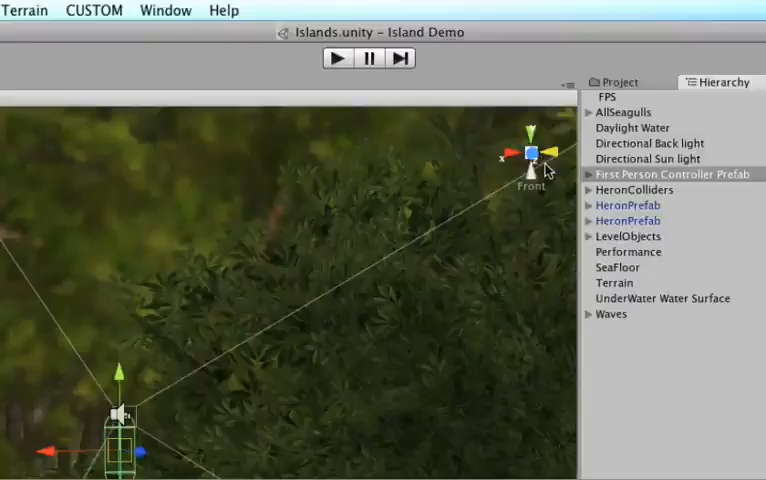 Terrain CUSTOM Window Help
Islands.unity - Island Demo
Project Hierarchy
FPS
AllSeagulls
Daylight Water
Directional Back light
Directional Sun light
First Person Controller Prefab
HeronColliders
HeronPrefab
HeronPrefab
LevelObjects
Performance
SeaFloor
Terrain
UnderWater Water Surface
Waves
y
x
z
Front